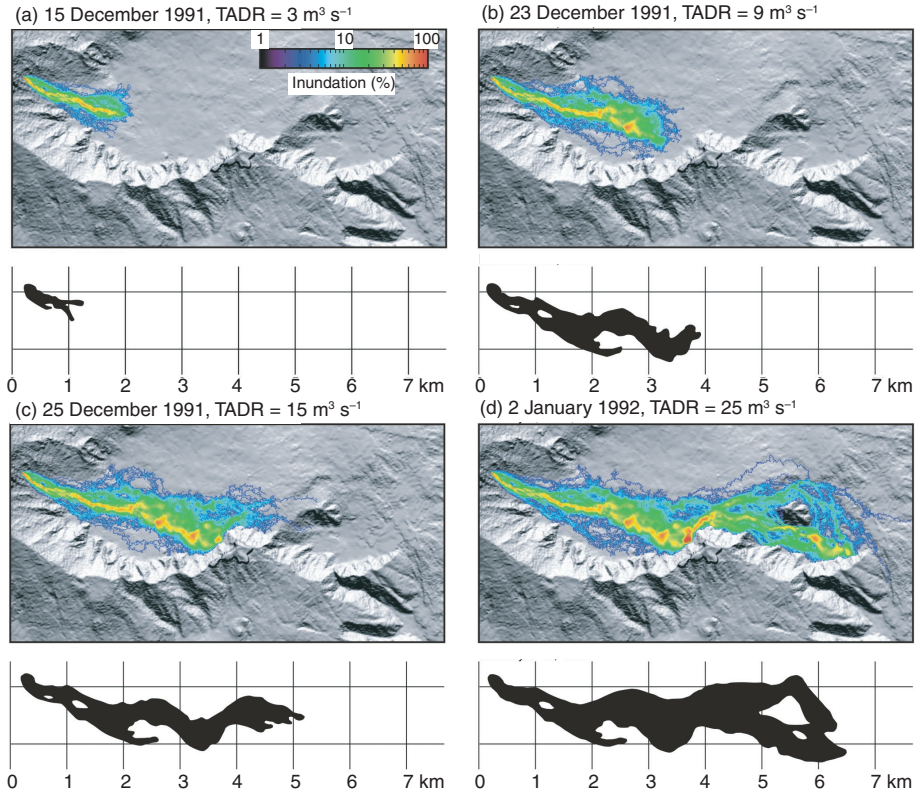 (a) 15 December 1991, TADR = 3 m³ s⁻¹
1 10 100
Inundation (%)
0 1 2 3 4 5 6 7 km
(b) 23 December 1991, TADR = 9 m³ s⁻¹
0 1 2 3 4 5 6 7 km
(c) 25 December 1991, TADR = 15 m³ s⁻¹
0 1 2 3 4 5 6 7 km
(d) 2 January 1992, TADR = 25 m³ s⁻¹
0 1 2 3 4 5 6 7 km